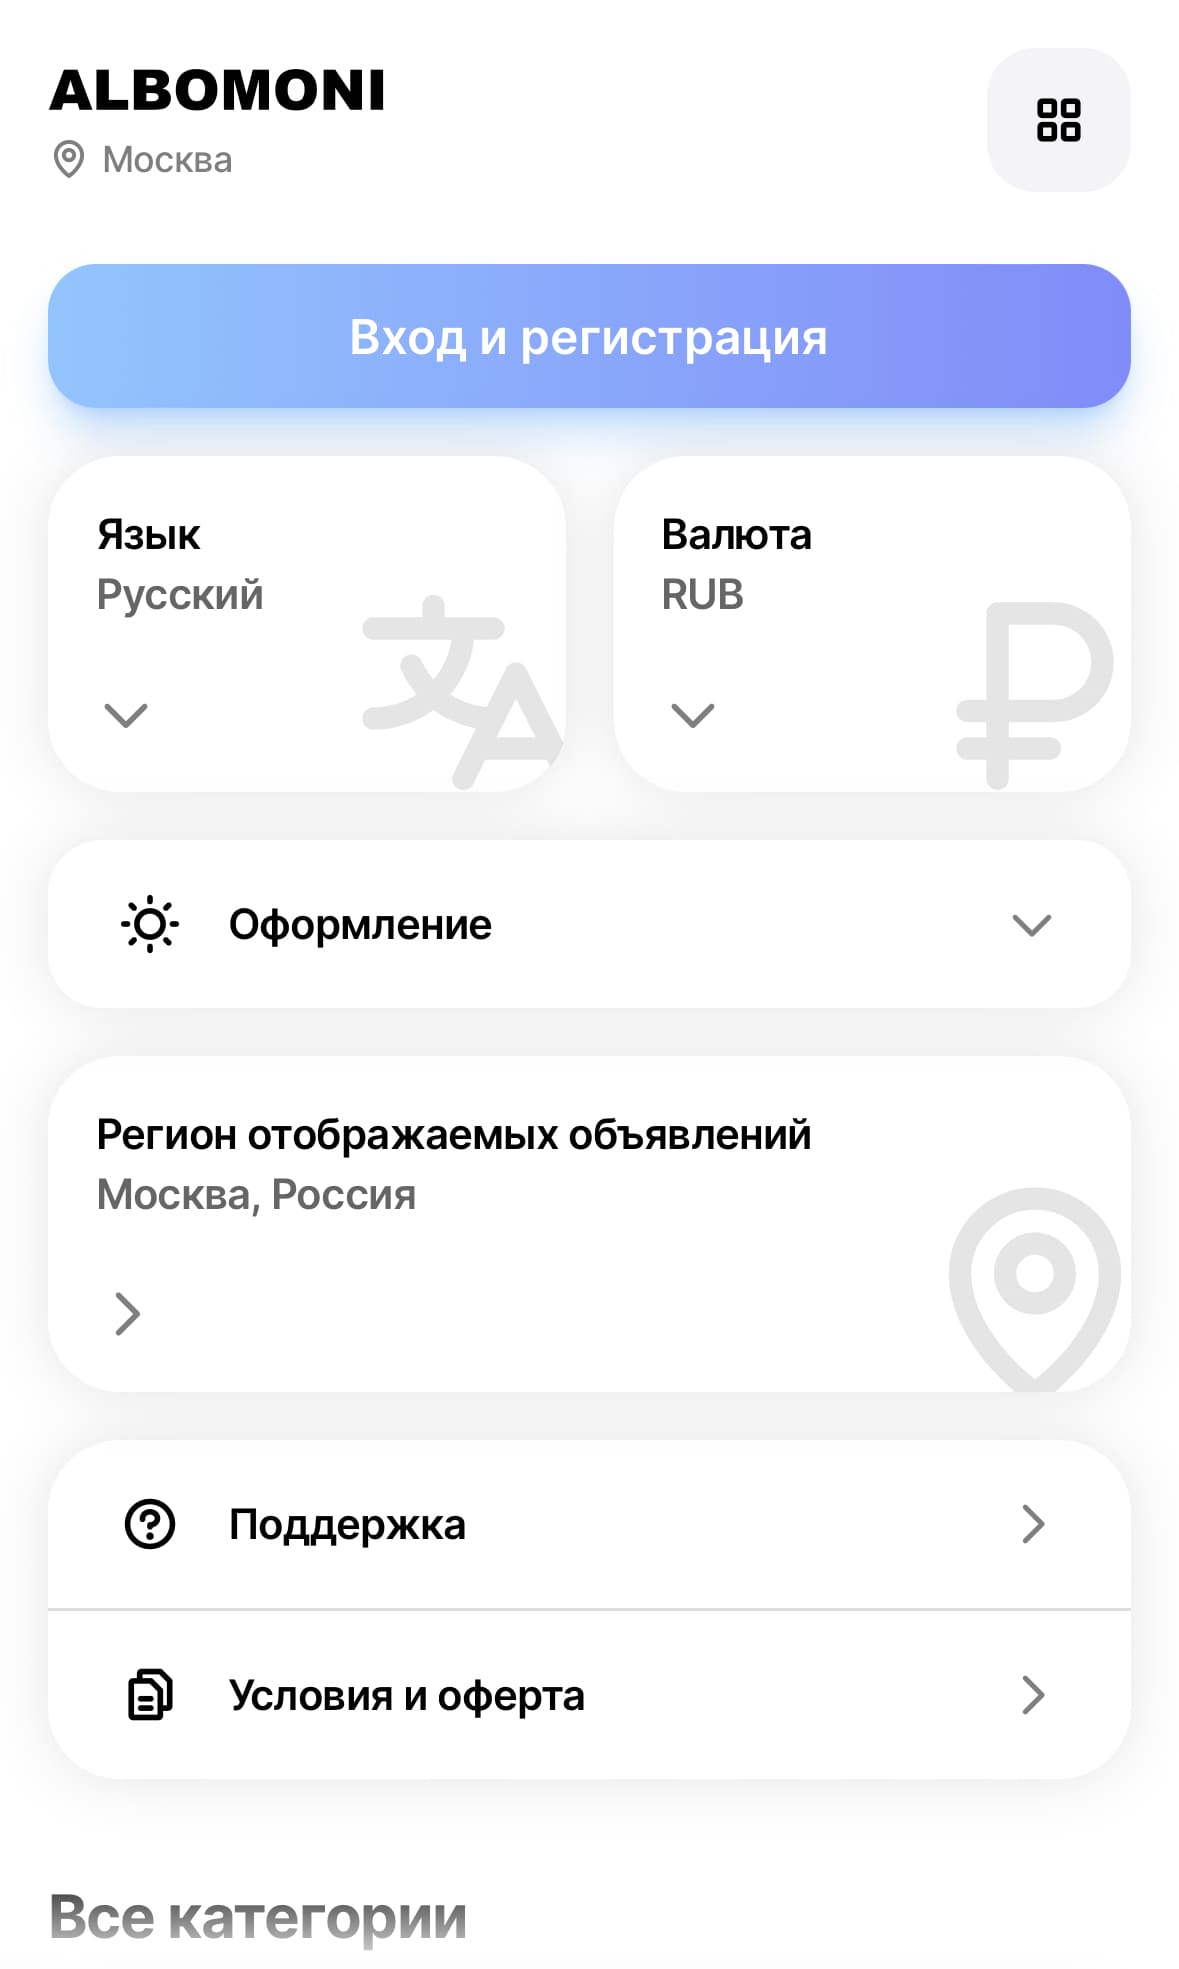 ALBOMONI
Москва
Вход и регистрация
Язык
Русский
Валюта
RUB
Оформление
Регион отображаемых объявлений
Москва, Россия
Поддержка
Условия и оферта
Все категории